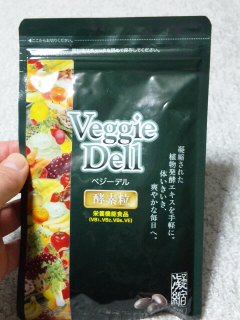 Veggie
Dell
ベジーデル
酵素粒
栄養機能食品
(VB1、VB2、VB6、VE)
凝縮された
植物発酵エキスを手軽に。
体いきいき、
爽やかな毎日へ。
凝縮